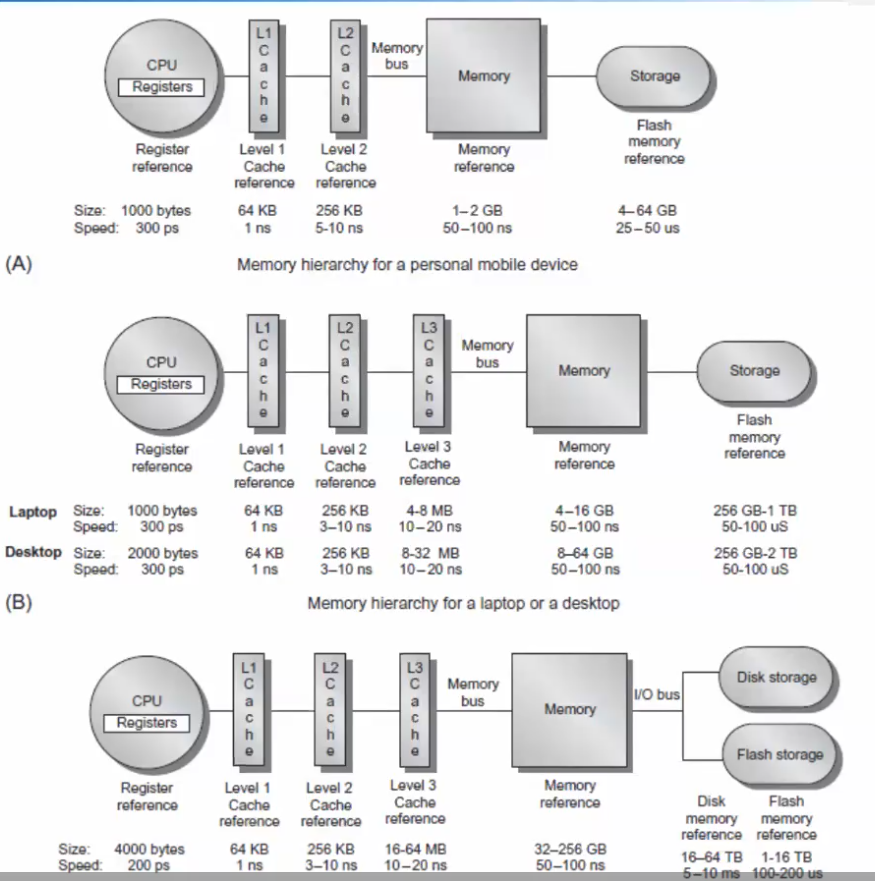 CPU
Registers
L1
C
a
c
h
e
L2
C
a
c
h
e
Memory
bus
Memory
Storage
Register
reference
Level 1
Cache
reference
Level 2
Cache
reference
Memory
reference
Flash
memory
reference
Size: 1000 bytes 64 KB 256 KB 1–2 GB 4–64 GB
Speed: 300 ps 1 ns 5-10 ns 50–100 ns 25–50 us
(A) Memory hierarchy for a personal mobile device
CPU
Registers
L1
C
a
c
h
e
L2
C
a
c
h
e
L3
C
a
c
h
e
Memory
bus
Memory
Storage
Register
reference
Level 1
Cache
reference
Level 2
Cache
reference
Level 3
Cache
reference
Memory
reference
Flash
memory
reference
Laptop Size: 1000 bytes 64 KB 256 KB 4-8 MB 4–16 GB 256 GB-1 TB
Speed: 300 ps 1 ns 3–10 ns 10–20 ns 50–100 ns 50-100 uS
Desktop Size: 2000 bytes 64 KB 256 KB 8-32 MB 8–64 GB 256 GB-2 TB
Speed: 300 ps 1 ns 3–10 ns 10–20 ns 50–100 ns 50-100 uS
(B) Memory hierarchy for a laptop or a desktop
CPU
Registers
L1
C
a
c
h
e
L2
C
a
c
h
e
L3
C
a
c
h
e
Memory
bus
Memory
I/O bus
Disk storage
Flash storage
Register
reference
Level 1
Cache
reference
Level 2
Cache
reference
Level 3
Cache
reference
Memory
reference
Disk
memory
reference
Flash
memory
reference
Size: 4000 bytes 64 KB 256 KB 16-64 MB 32–256 GB 16–64 TB 1-16 TB
Speed: 200 ps 1 ns 3–10 ns 10–20 ns 50–100 ns 5–10 ms 100-200 us